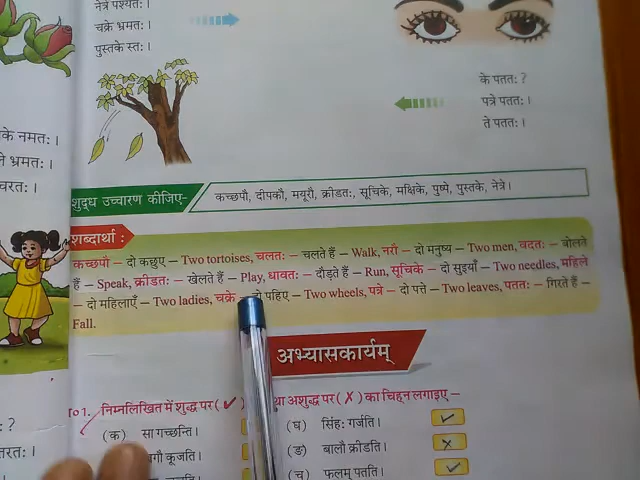 नेत्रे पश्यतः।
चक्रे भ्रमतः।
पुस्तके स्तः।
के पततः?
पत्रे पततः।
ते पततः।
के नमतः।
भ्रमतः।
चरतः।
शुद्ध उच्चारण कीजिए-
कच्छपौ, दीपकौ, मयूरौ, क्रीडतः, सूचिके, मक्षिके, पुष्पे, पुस्तके, नेत्रे।
शब्दार्थाः
कच्छपौ – दो कछुए – Two tortoises, चलतः – चलते हैं – Walk, नरौ – दो मनुष्य – Two men, वदतः – बोलते
हैं – Speak, क्रीडतः – खेलते हैं – Play, धावतः – दौड़ते हैं – Run, सूचिके – दो सुइयाँ – Two needles, महिले
– दो महिलाएँ – Two ladies, चक्रे दो पहिए – Two wheels, पत्रे – दो पत्ते – Two leaves, पततः – गिरते हैं –
Fall.
अभ्यासकार्यम्
1. निम्नलिखित में शुद्ध पर (✓) था अशुद्ध पर (✗) का चिह्न लगाइए –
(क) सा गच्छन्ति।
(घ) सिंहः गर्जति। ✓
कूजति।
(ङ) बालौ क्रीडति। ✗
(च) फलम् पतति। ✓
?
रतः।